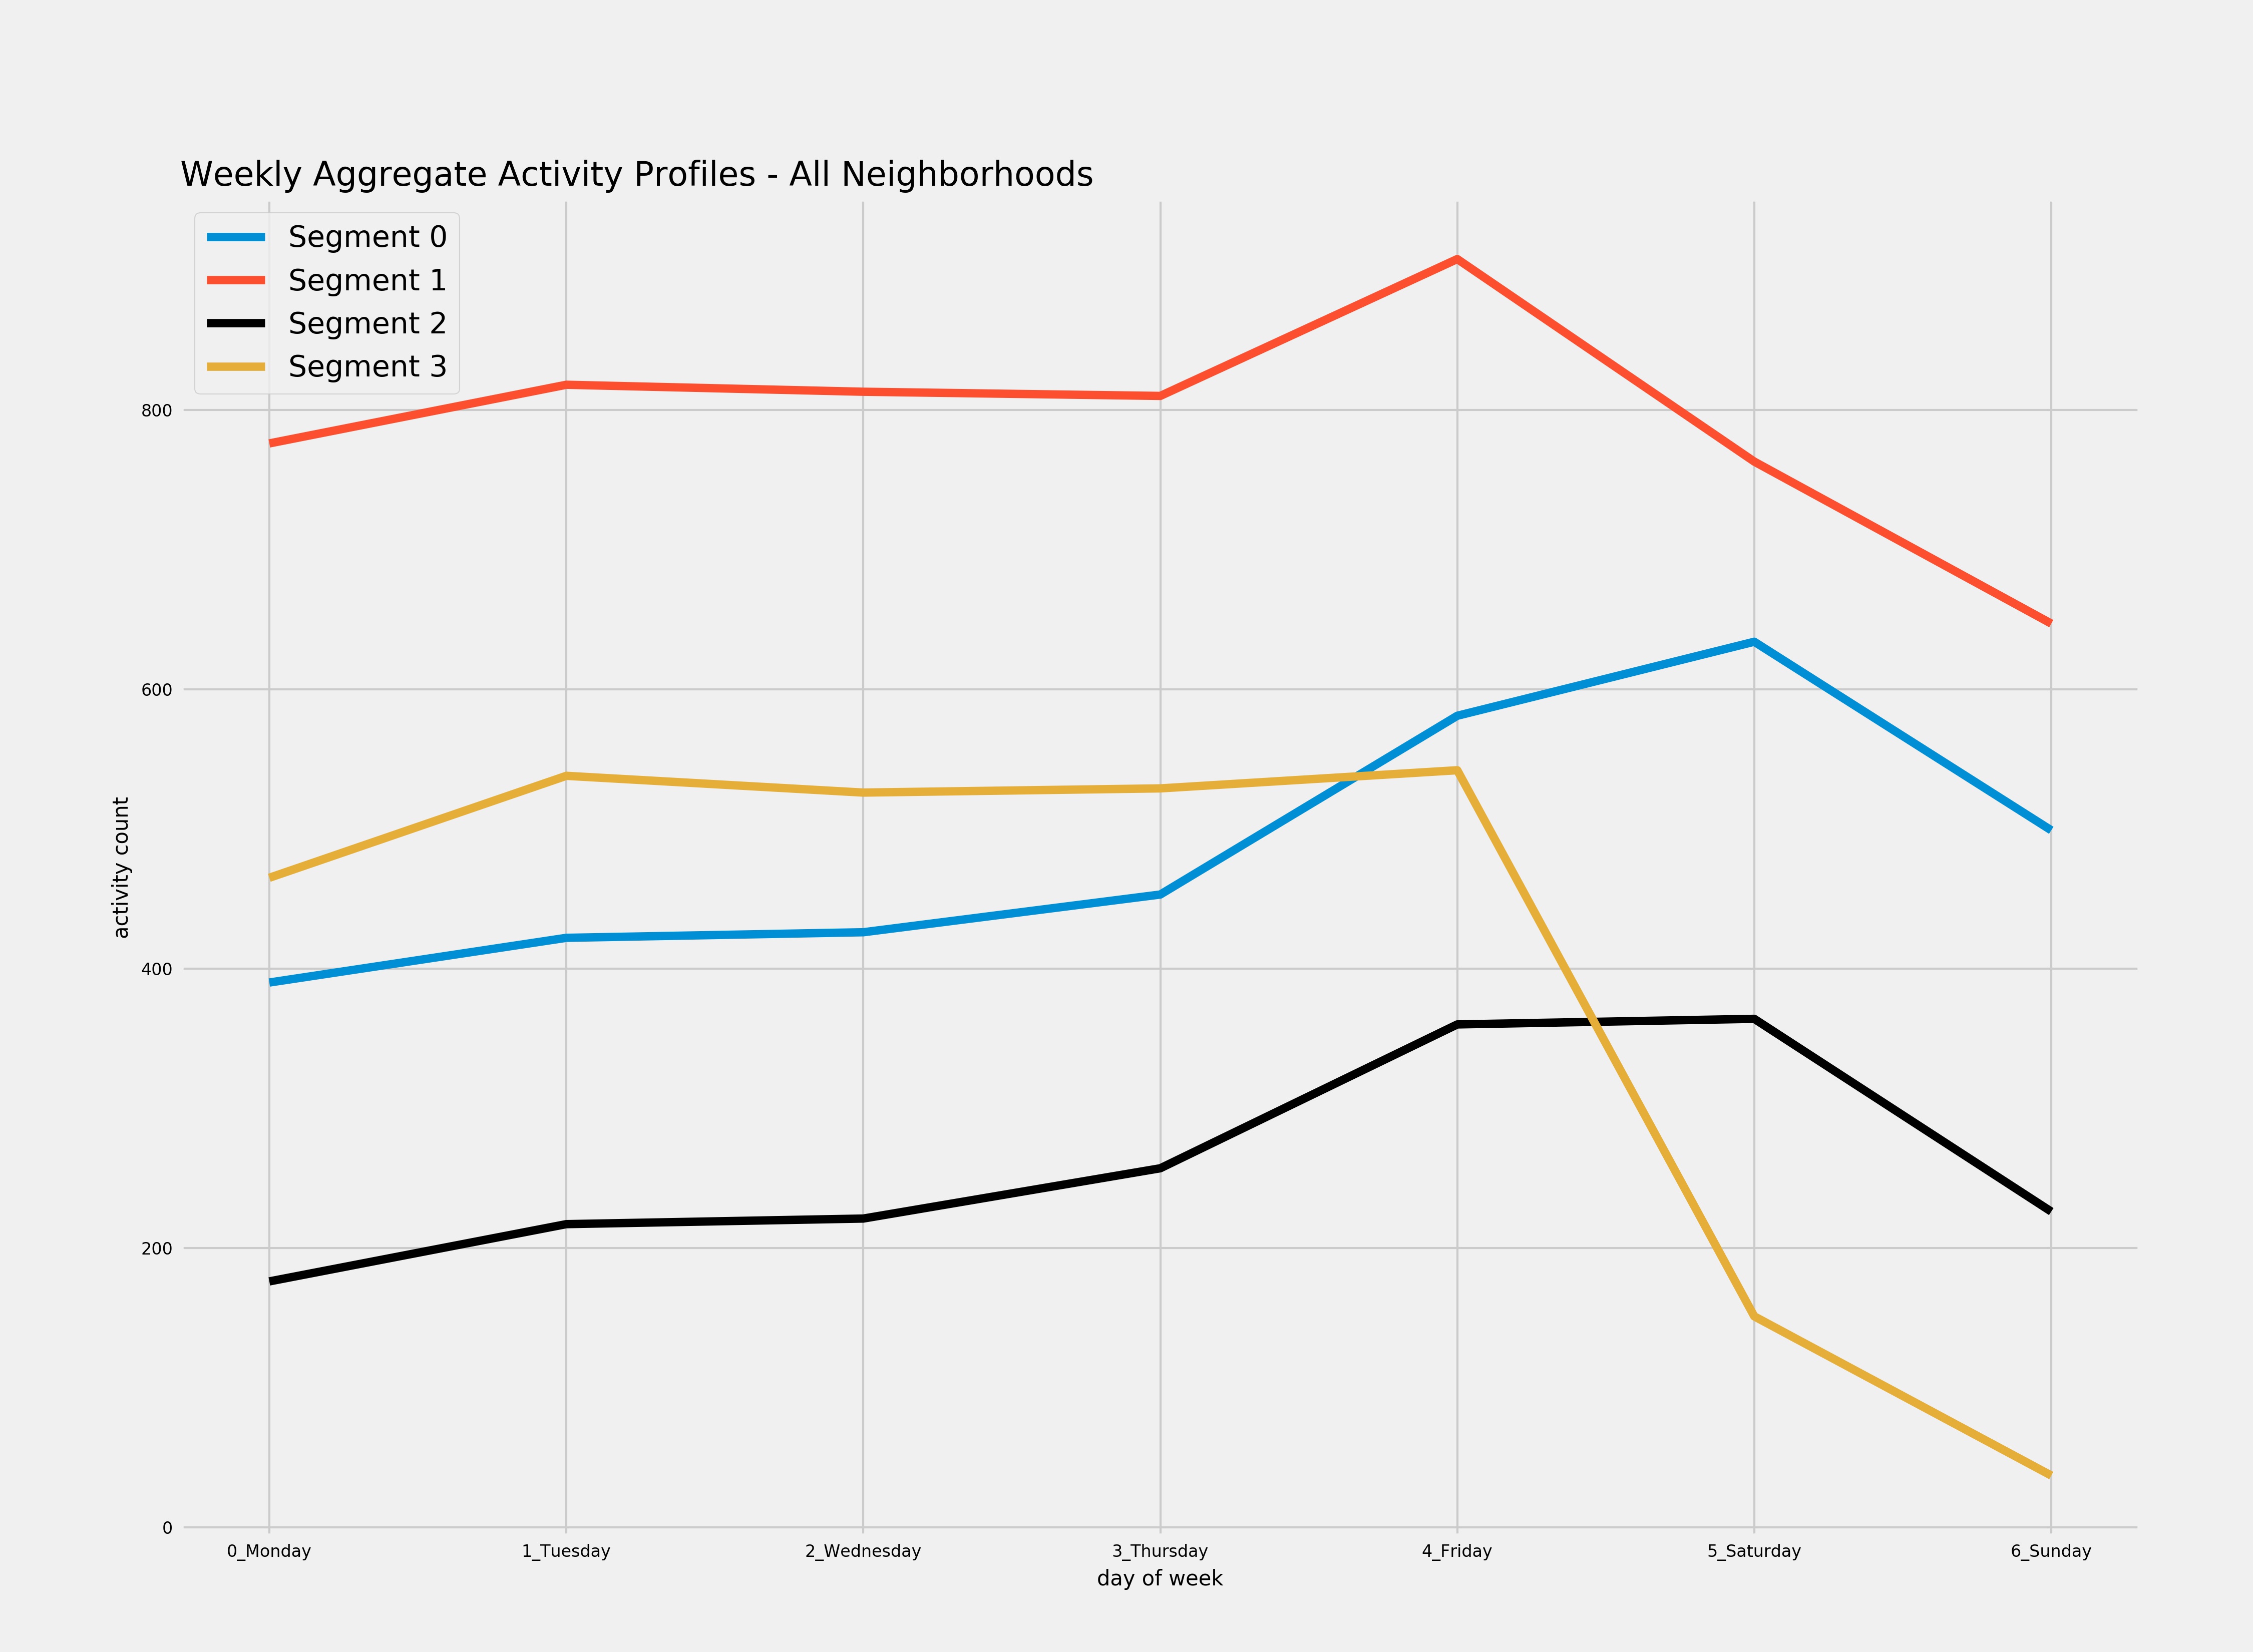 Weekly Aggregate Activity Profiles - All Neighborhoods
Segment 0
Segment 1
Segment 2
Segment 3
800
600
400
200
0
activity count
0_Monday 1_Tuesday 2_Wednesday 3_Thursday 4_Friday 5_Saturday 6_Sunday
day of week